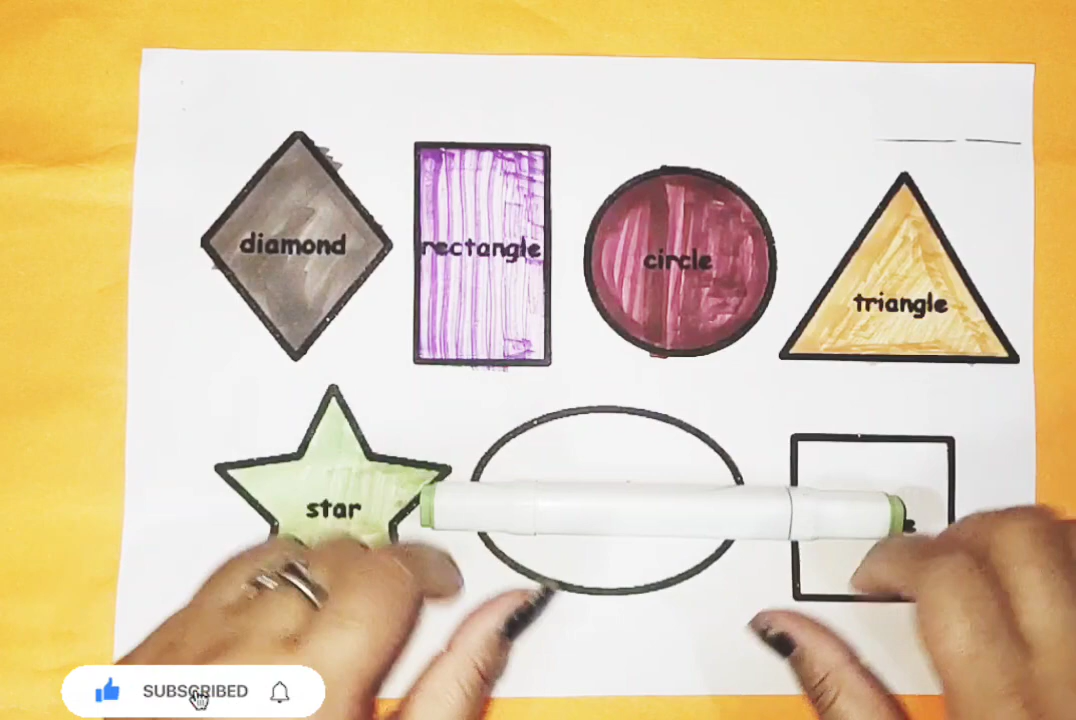 diamond
rectangle
circle
triangle
star
SUBSCRIBED